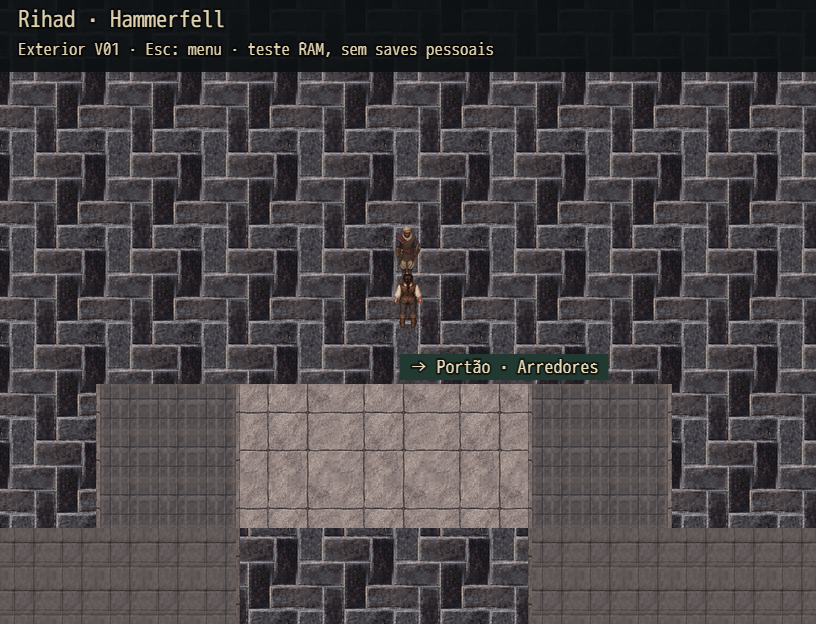 Rihad · Hammerfell
Exterior V01 · Esc: menu · teste RAM, sem saves pessoais
→ Portão · Arredores